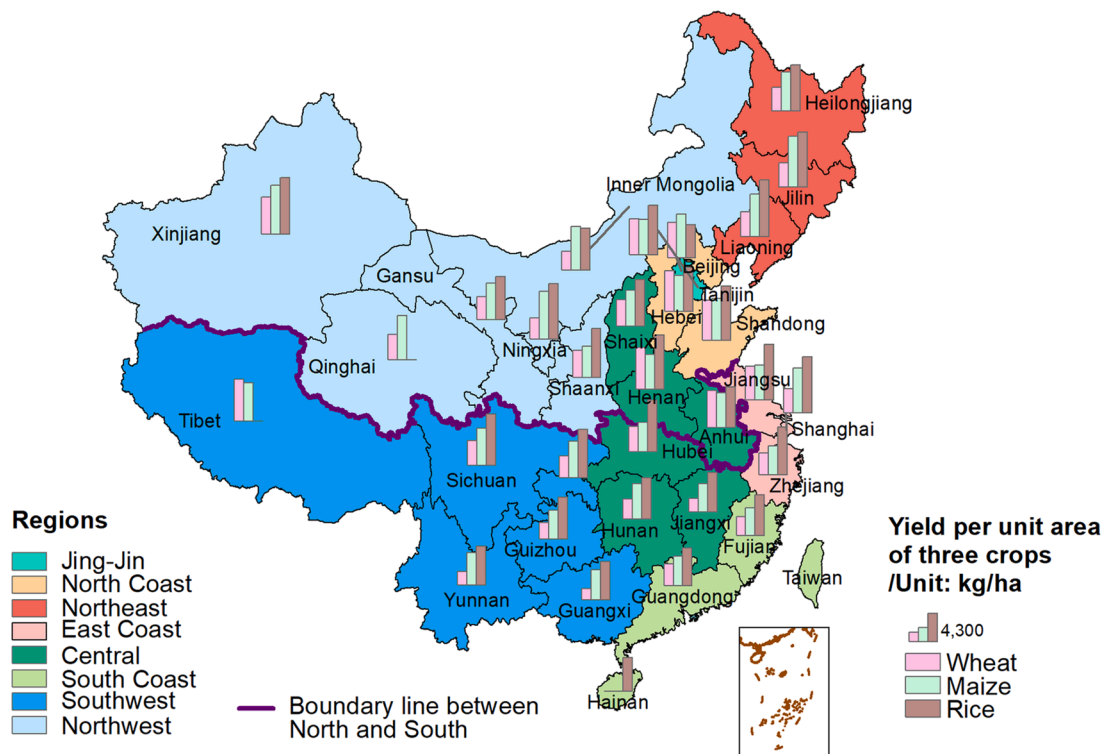 Heilongjiang
Jilin
Inner Mongolia
Liaoning
Xinjiang
Gansu
Beijing
Tanijin
Hebei
Shandong
Shaixi
Ningxia
Qinghai
Jiangsu
Shaanxi
Henan
Tibet
Shanghai
Anhui
Hubei
Sichuan
Zhejiang
Regions
Jing-Jin
North Coast
Northeast
East Coast
Central
South Coast
Southwest
Northwest
Hunan
Jiangxi
Guizhou
Fujian
Taiwan
Yunnan
Guangxi
Guangdong
Hainan
Boundary line between
North and South
Yield per unit area
of three crops
/Unit: kg/ha
4,300
Wheat
Maize
Rice